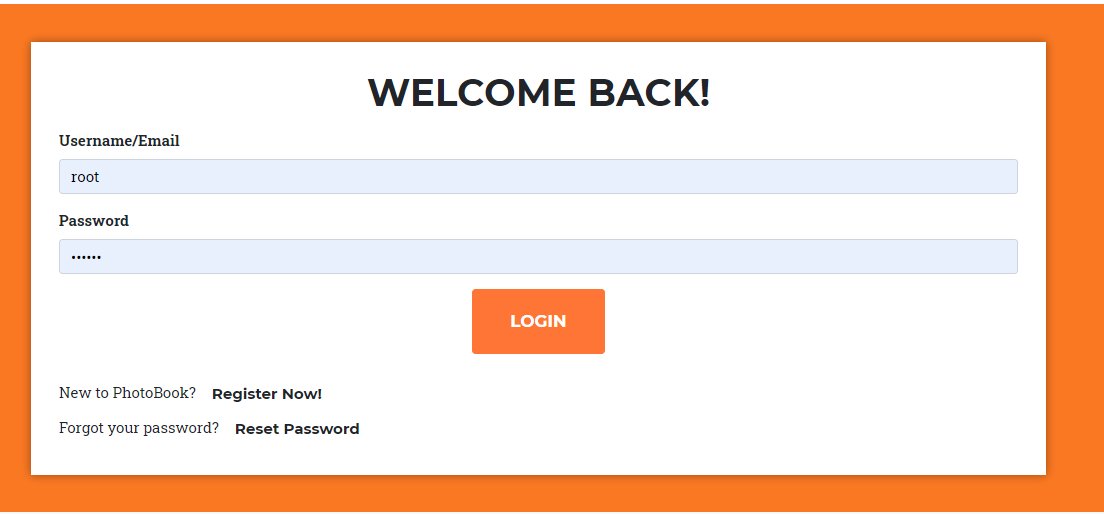 WELCOME BACK!
Username/Email
root
Password
••••••
LOGIN
New to PhotoBook? Register Now!
Forgot your password? Reset Password